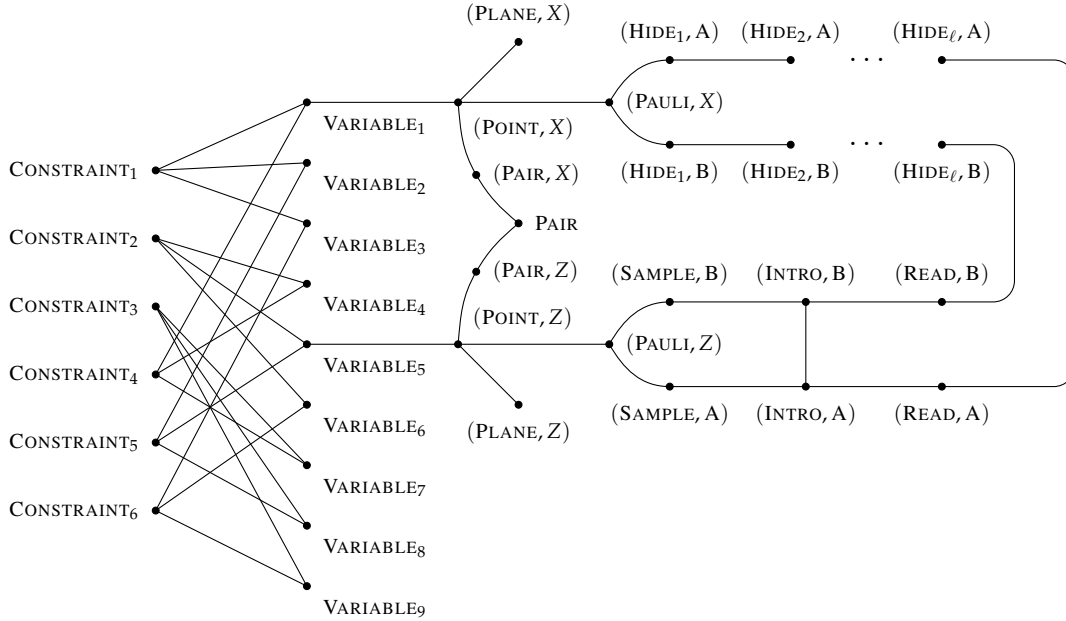 (PLANE, X)
(HIDE₁, A) (HIDE₂, A) (HIDEℓ, A)
· · ·
(PAULI, X)
VARIABLE₁ (POINT, X)
· · ·
CONSTRAINT₁
(PAIR, X) (HIDE₁, B) (HIDE₂, B) (HIDEℓ, B)
VARIABLE₂
PAIR
CONSTRAINT₂
VARIABLE₃
(PAIR, Z) (SAMPLE, B) (INTRO, B) (READ, B)
CONSTRAINT₃
VARIABLE₄ (POINT, Z)
(PAULI, Z)
VARIABLE₅
CONSTRAINT₄
(SAMPLE, A) (INTRO, A) (READ, A)
VARIABLE₆ (PLANE, Z)
CONSTRAINT₅
VARIABLE₇
CONSTRAINT₆
VARIABLE₈
VARIABLE₉